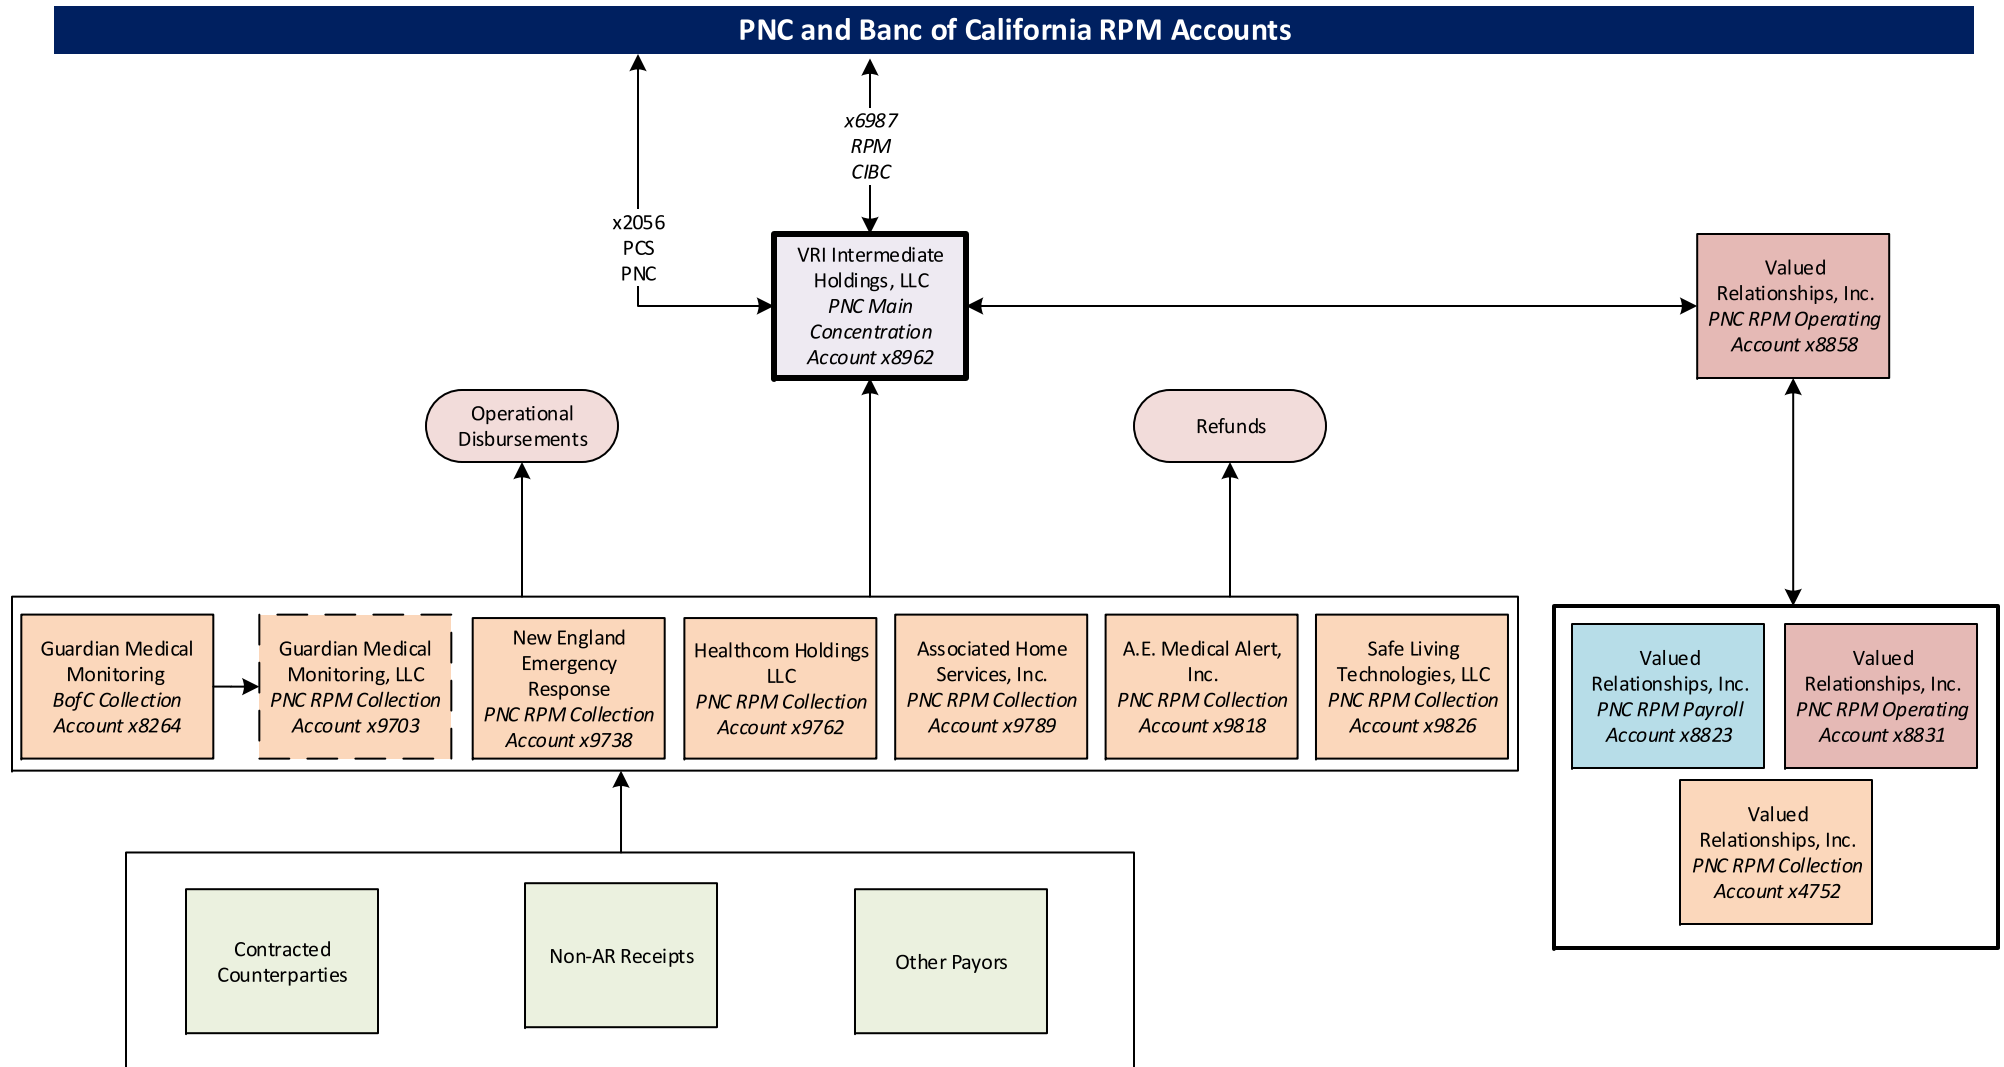 PNC and Banc of California RPM Accounts
x6987
RPM
CIBC
x2056
PCS
PNC
VRI Intermediate
Holdings, LLC
PNC Main
Concentration
Account x8962
Valued
Relationships, Inc.
PNC RPM Operating
Account x8858
Operational
Disbursements
Refunds
Guardian Medical
Monitoring
BofC Collection
Account x8264
Guardian Medical
Monitoring, LLC
PNC RPM Collection
Account x9703
New England
Emergency
Response
PNC RPM Collection
Account x9738
Healthcom Holdings
LLC
PNC RPM Collection
Account x9762
Associated Home
Services, Inc.
PNC RPM Collection
Account x9789
A.E. Medical Alert,
Inc.
PNC RPM Collection
Account x9818
Safe Living
Technologies, LLC
PNC RPM Collection
Account x9826
Valued
Relationships, Inc.
PNC RPM Payroll
Account x8823
Valued
Relationships, Inc.
PNC RPM Operating
Account x8831
Valued
Relationships, Inc.
PNC RPM Collection
Account x4752
Contracted
Counterparties
Non-AR Receipts
Other Payors